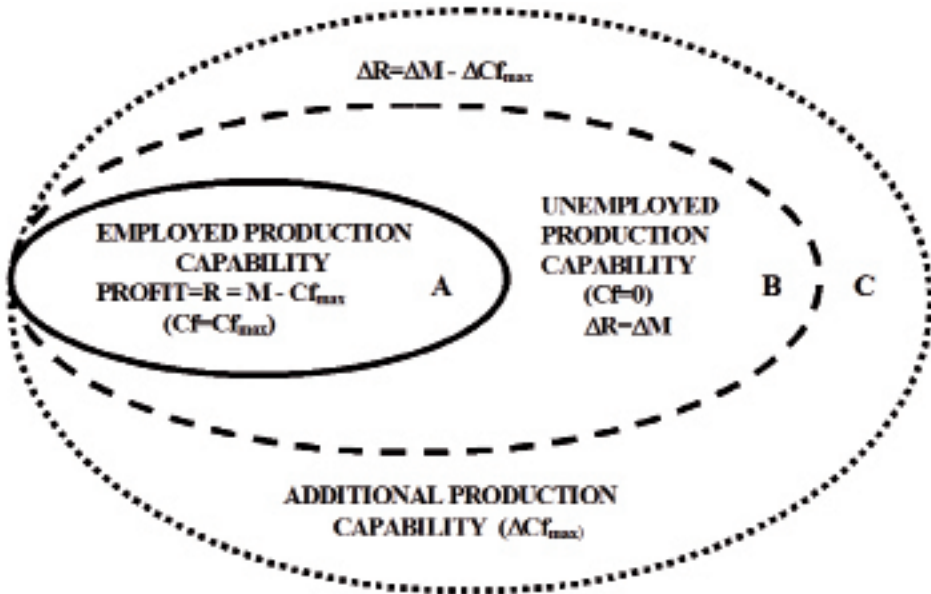 ΔR=ΔM - ΔCfmax
EMPLOYED PRODUCTION
CAPABILITY
PROFIT=R = M - Cfmax
(Cf=Cfmax)
A
UNEMPLOYED
PRODUCTION
CAPABILITY
(Cf=0)
ΔR=ΔM
B
C
ADDITIONAL PRODUCTION
CAPABILITY (ΔCfmax)